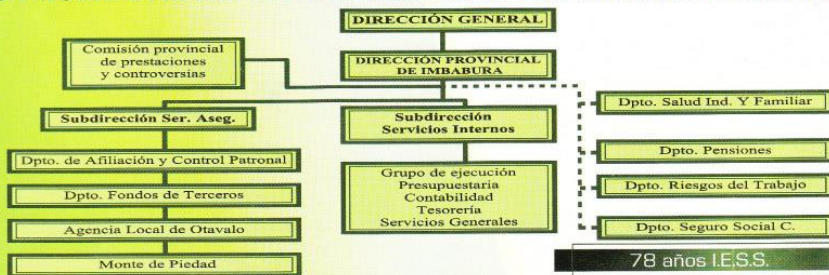 DIRECCIÓN GENERAL
Comisión provincial
de prestaciones
y controversias
DIRECCIÓN PROVINCIAL
DE IMBABURA
Subdirección Ser. Aseg.
Dpto. de Afiliación y Control Patronal
Dpto. Fondos de Terceros
Agencia Local de Otavalo
Monte de Piedad
Subdirección
Servicios Internos
Grupo de ejecución
Presupuestaria
Contabilidad
Tesorería
Servicios Generales
Dpto. Salud Ind. Y Familiar
Dpto. Pensiones
Dpto. Riesgos del Trabajo
Dpto. Seguro Social C.
78 años I.E.S.S.